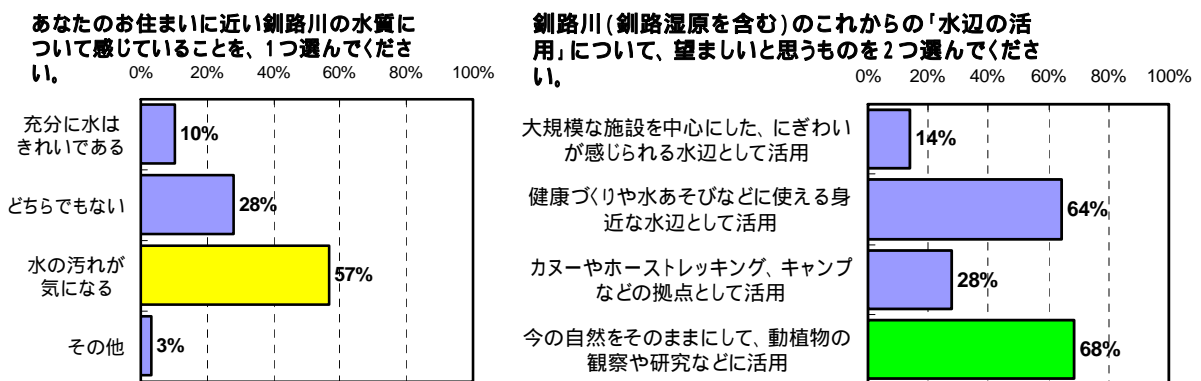 あなたのお住まいに近い釧路川の水質に
ついて感じていることを、1つ選んでくださ
い。
0% 20% 40% 60% 80% 100%
充分に水は
きれいである
10%
どちらでもない
28%
水の汚れが
気になる
57%
その他
3%
釧路川(釧路湿原を含む)のこれからの「水辺の活
用」について、望ましいと思うものを2つ選んでくださ
い。
0% 20% 40% 60% 80% 100%
大規模な施設を中心にした、にぎわい
が感じられる水辺として活用
14%
健康づくりや水あそびなどに使える身
近な水辺として活用
64%
カヌーやホーストレッキング、キャンプ
などの拠点として活用
28%
今の自然をそのままにして、動植物の
観察や研究などに活用
68%